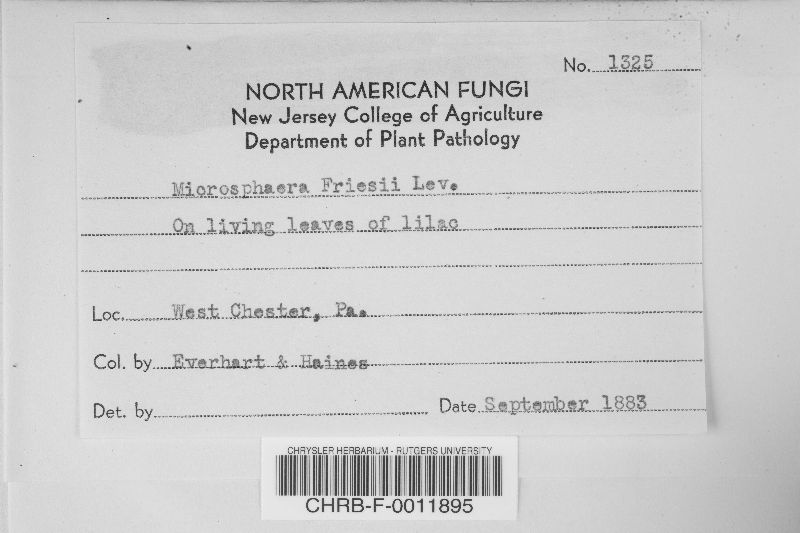 No. 1325
NORTH AMERICAN FUNGI
New Jersey College of Agriculture
Department of Plant Pathology
Microsphaera Friesii Lev.
On living leaves of lilac
Loc. West Chester, Pa.
Col. by Everhart & Haines
Det. by
Date September 1883
CHRYSLER HERBARIUM - RUTGERS UNIVERSITY
CHRB-F-0011895